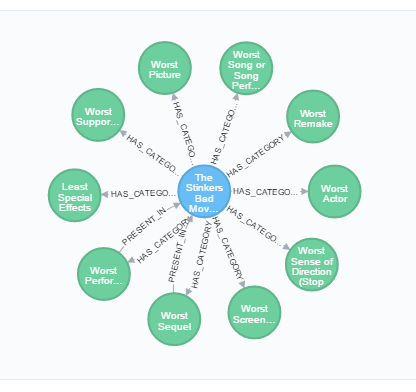 Worst
Picture
Worst
Song or
Song
Perf...
Worst
Remake
Worst
Actor
Worst
Sense of
Direction
(Stop
Worst
Screen...
Worst
Sequel
Worst
Perfor...
Least
Special
Effects
Worst
Suppor...
The
Stinkers
Bad
Mov...
HAS_CATEGO...
HAS_CATEGO...
HAS_CATEGORY
HAS_CATEGO...
HAS_CATEGO...
HAS_CATEGORY
HAS_CATEGORY
PRESENT_IN...
HAS_CATEGORY
PRESENT_IN...
HAS_CATEGO...
HAS_CATEGO...